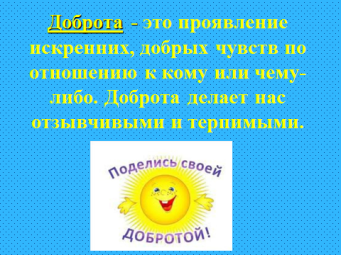 Доброта - это проявление
искренних, добрых чувств по
отношению к кому или чему-
либо. Доброта делает нас
отзывчивыми и терпимыми.
Поделись своей
ДОБРОТОЙ!